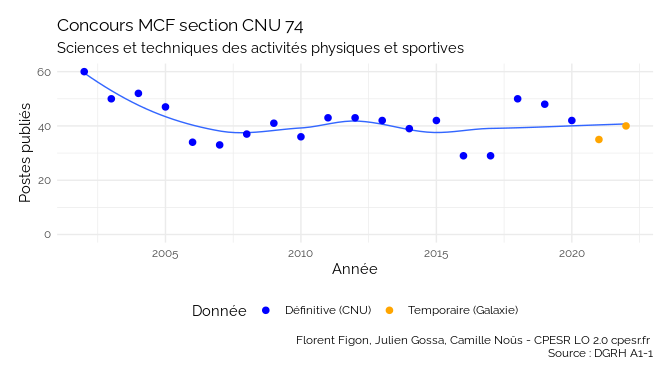 Concours MCF section CNU 74
Sciences et techniques des activités physiques et sportives
60
40
20
0
Postes publiés
2005 2010 2015 2020
Année
Donnée Définitive (CNU) Temporaire (Galaxie)
Florent Figon, Julien Gossa, Camille Noûs - CPESR LO 2.0 cpesr.fr
Source : DGRH A1-1